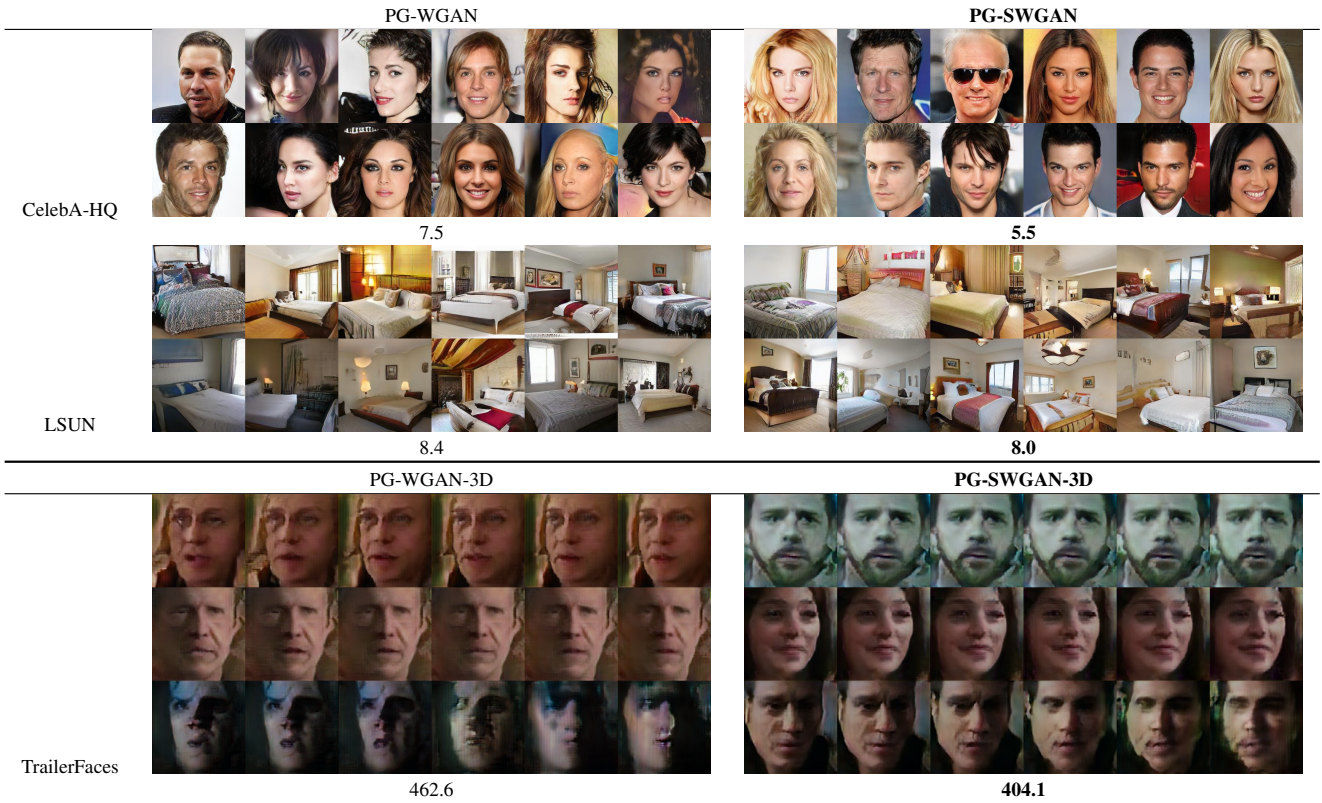 PG-WGAN PG-SWGAN
CelebA-HQ
7.5 5.5
LSUN
8.4 8.0
PG-WGAN-3D PG-SWGAN-3D
TrailerFaces
462.6 404.1